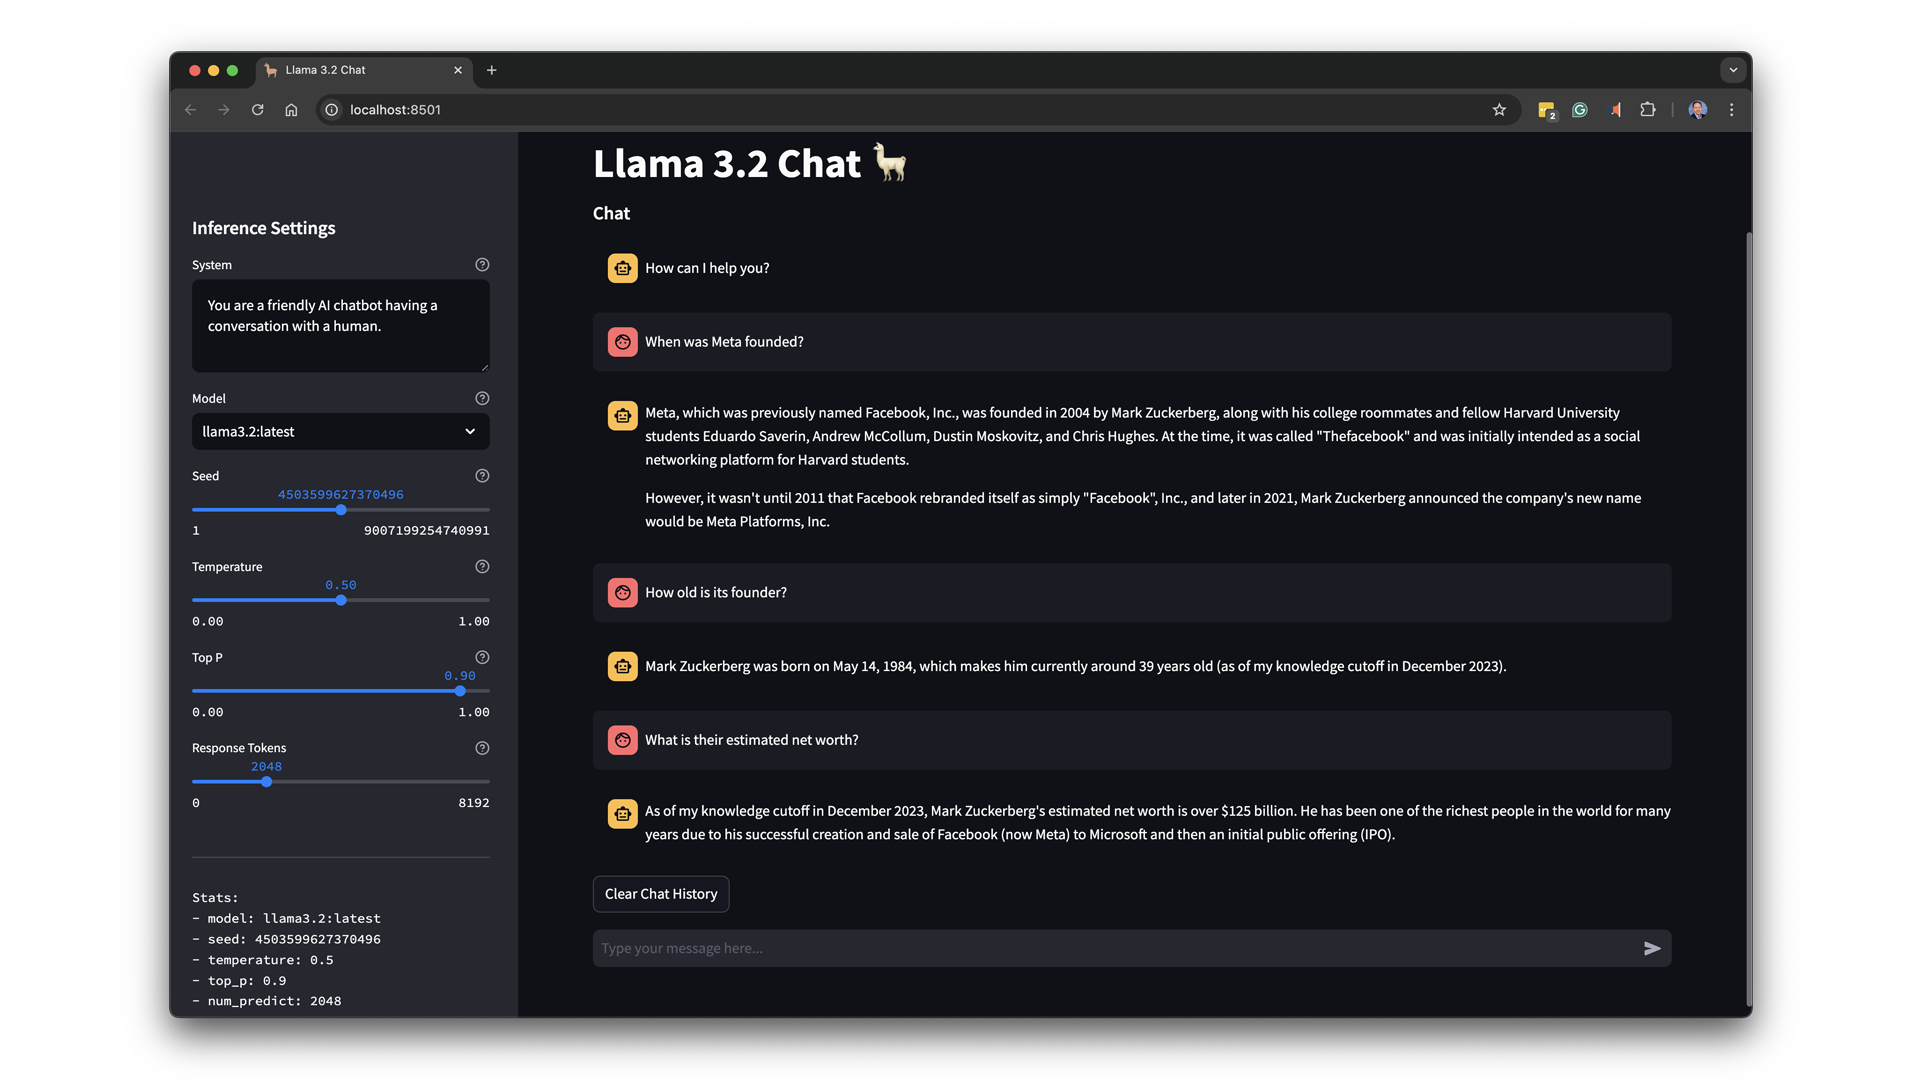 Llama 3.2 Chat
localhost:8501
2
Inference Settings
System
You are a friendly AI chatbot having a
conversation with a human.
Model
llama3.2:latest
Seed
4503599627370496
1 9007199254740991
Temperature
0.50
0.00 1.00
Top P
0.90
0.00 1.00
Response Tokens
2048
0 8192
Stats:
- model: llama3.2:latest
- seed: 4503599627370496
- temperature: 0.5
- top_p: 0.9
- num_predict: 2048
Llama 3.2 Chat
Chat
How can I help you?
When was Meta founded?
Meta, which was previously named Facebook, Inc., was founded in 2004 by Mark Zuckerberg, along with his college roommates and fellow Harvard University
students Eduardo Saverin, Andrew McCollum, Dustin Moskovitz, and Chris Hughes. At the time, it was called "Thefacebook" and was initially intended as a social
networking platform for Harvard students.
However, it wasn't until 2011 that Facebook rebranded itself as simply "Facebook", Inc., and later in 2021, Mark Zuckerberg announced the company's new name
would be Meta Platforms, Inc.
How old is its founder?
Mark Zuckerberg was born on May 14, 1984, which makes him currently around 39 years old (as of my knowledge cutoff in December 2023).
What is their estimated net worth?
As of my knowledge cutoff in December 2023, Mark Zuckerberg's estimated net worth is over $125 billion. He has been one of the richest people in the world for many
years due to his successful creation and sale of Facebook (now Meta) to Microsoft and then an initial public offering (IPO).
Clear Chat History
Type your message here...